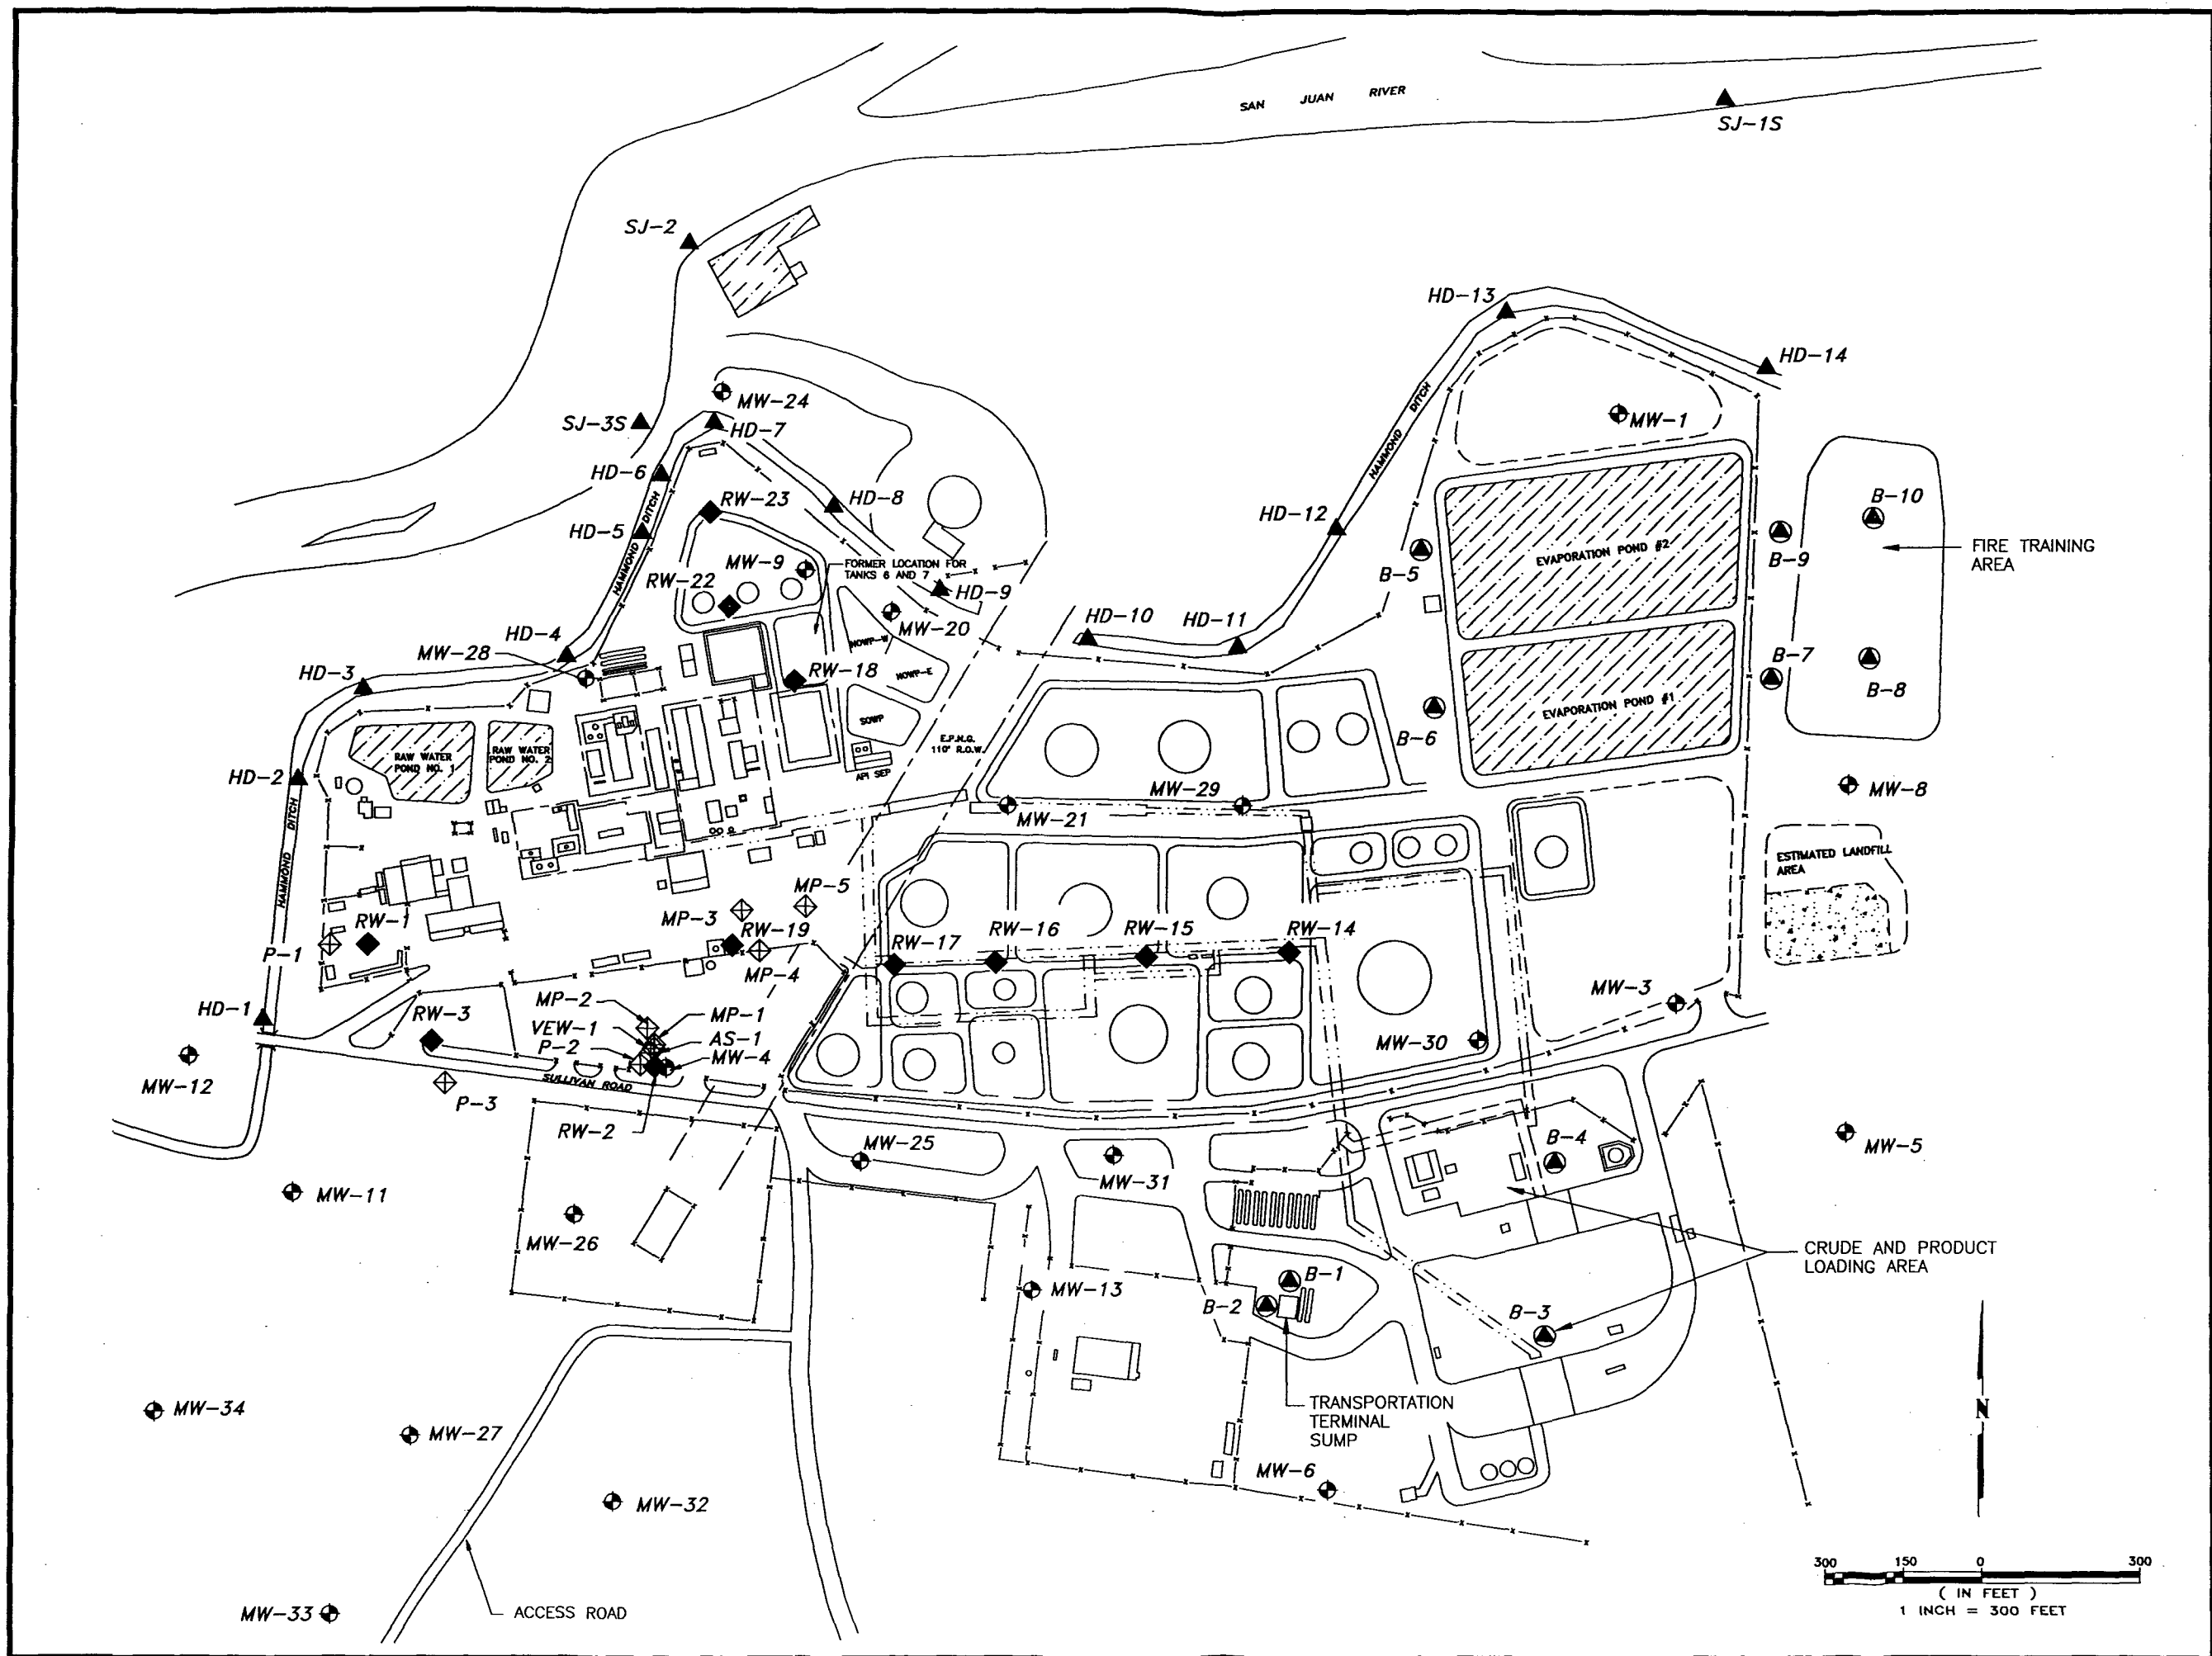 SAN JUAN RIVER
SJ-1S
SJ-2
HD-13
HD-14
MW-24
SJ-3S
HD-7
MW-1
HAMMOND DITCH
HD-6
RW-23
HD-8
B-10
HD-5
HD-12
EVAPORATION POND #2
B-9
FIRE TRAINING
AREA
HAMMOND DITCH
MW-9
FORMER LOCATION FOR
TANKS 6 AND 7
B-5
RW-22
HD-9
MW-20
HD-4
HD-10
HD-11
NOWP-W
MW-28
HD-3
RW-18
NOWP-E
B-7
B-8
EVAPORATION POND #1
SOWP
B-6
E.P.N.G.
110' R.O.W.
RAW WATER
POND NO. 1
RAW WATER
POND NO. 2
API SEP
HD-2
MW-29
MW-8
MW-21
HAMMOND DITCH
ESTIMATED LANDFILL
AREA
MP-5
MP-3
RW-1
RW-19
RW-17
RW-16
RW-15
RW-14
P-1
MP-4
MW-3
HD-1
MP-2
RW-3
MP-1
VEW-1
AS-1
P-2
MW-4
MW-30
MW-12
SULLIVAN ROAD
P-3
RW-2
MW-25
B-4
MW-5
MW-31
MW-11
MW-26
CRUDE AND PRODUCT
LOADING AREA
B-1
MW-13
B-2
B-3
TRANSPORTATION
TERMINAL
SUMP
MW-34
MW-27
N
MW-6
MW-32
300 150 0 300
( IN FEET )
1 INCH = 300 FEET
MW-33
ACCESS ROAD